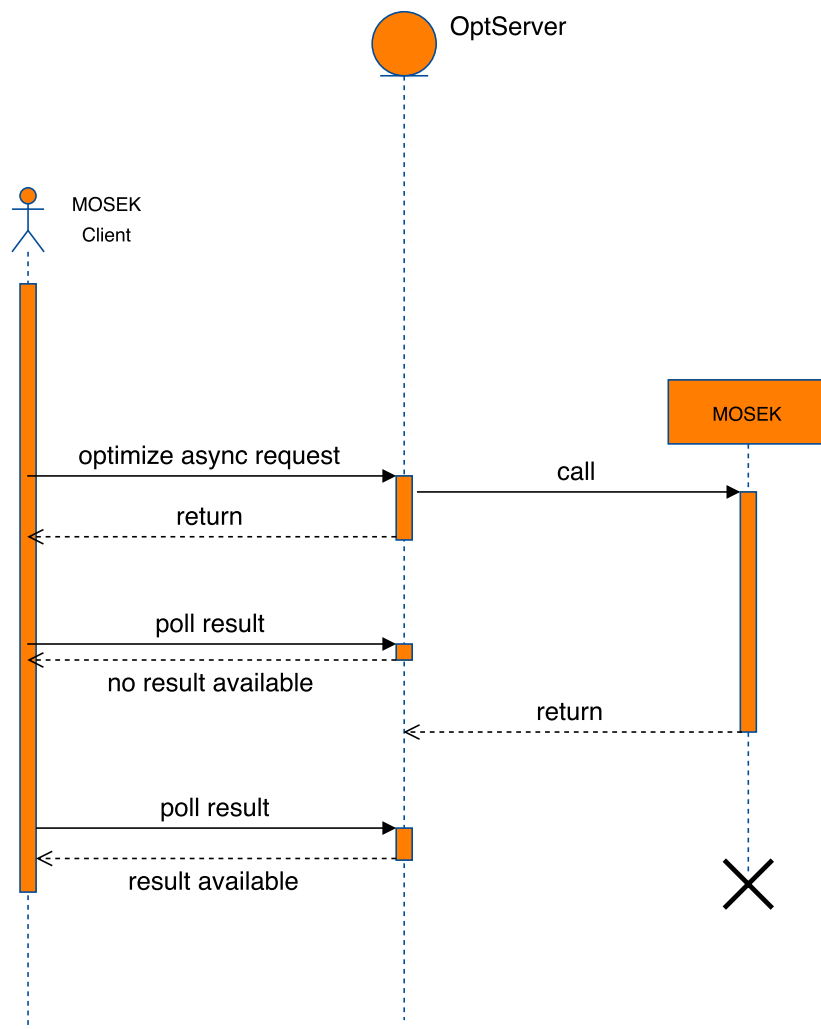 OptServer
MOSEK
Client
MOSEK
optimize async request
call
return
poll result
no result available
return
poll result
result available